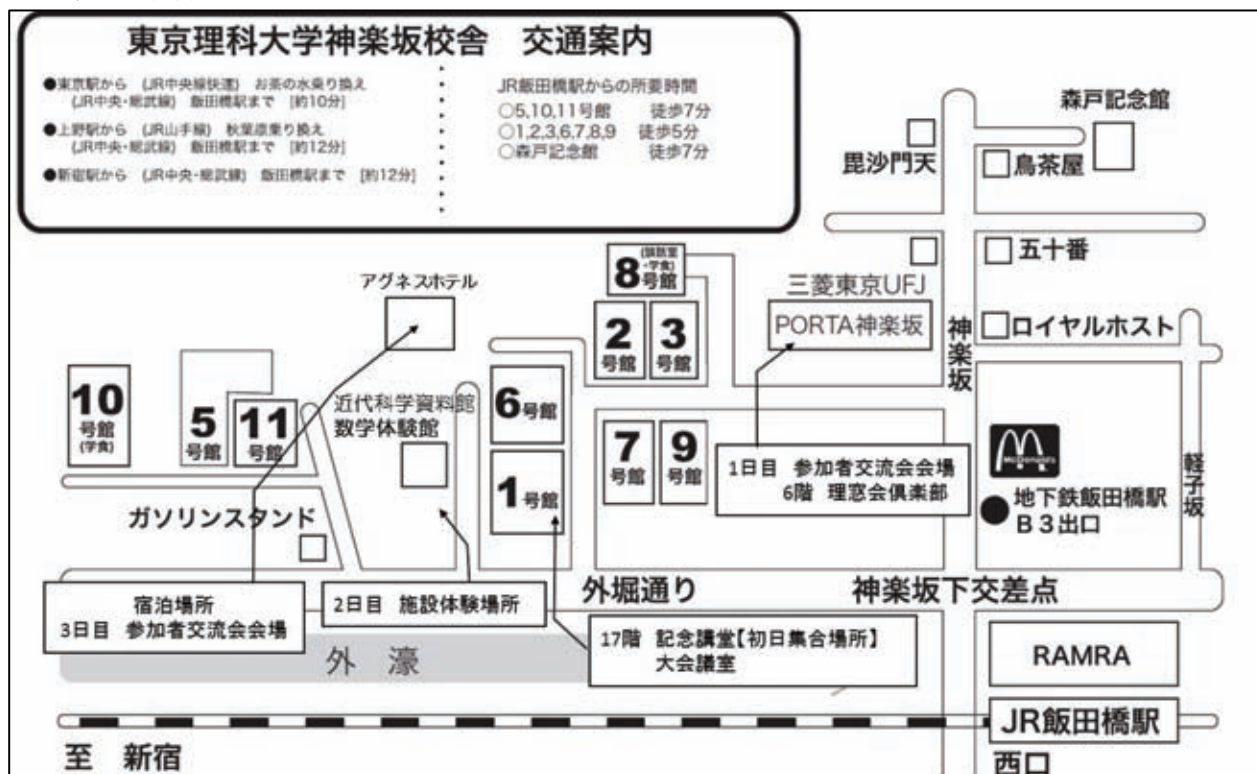 東京理科大学神楽坂校舎　交通案内
●東京駅から　(JR中央線快速)　お茶の水乗り換え
(JR中央・総武線)　飯田橋駅まで　[約10分]
●上野駅から　(JR山手線)　秋葉原乗り換え
(JR中央・総武線)　飯田橋駅まで　[約12分]
●新宿駅から　(JR中央・総武線)　飯田橋駅まで　[約12分]
JR飯田橋駅からの所要時間
○5,10,11号館　徒歩7分
○1,2,3,6,7,8,9　徒歩5分
○森戸記念館　徒歩7分
森戸記念館
毘沙門天
鳥茶屋
五十番
8号館
(談話室・学食)
アグネスホテル
三菱東京UFJ
PORTA神楽坂
神楽坂
ロイヤルホスト
2号館
3号館
10号館
(学食)
5号館
11号館
近代科学資料館
数学体験館
6号館
1号館
7号館
9号館
1日目　参加者交流会会場
6階　理窓会倶楽部
McDonald's
地下鉄飯田橋駅
B3出口
軽子坂
ガソリンスタンド
宿泊場所
3日目　参加者交流会会場
2日目　施設体験場所
外堀通り
神楽坂下交差点
17階　記念講堂【初日集合場所】
大会議室
外　濠
RAMRA
JR飯田橋駅
至　新宿
西口